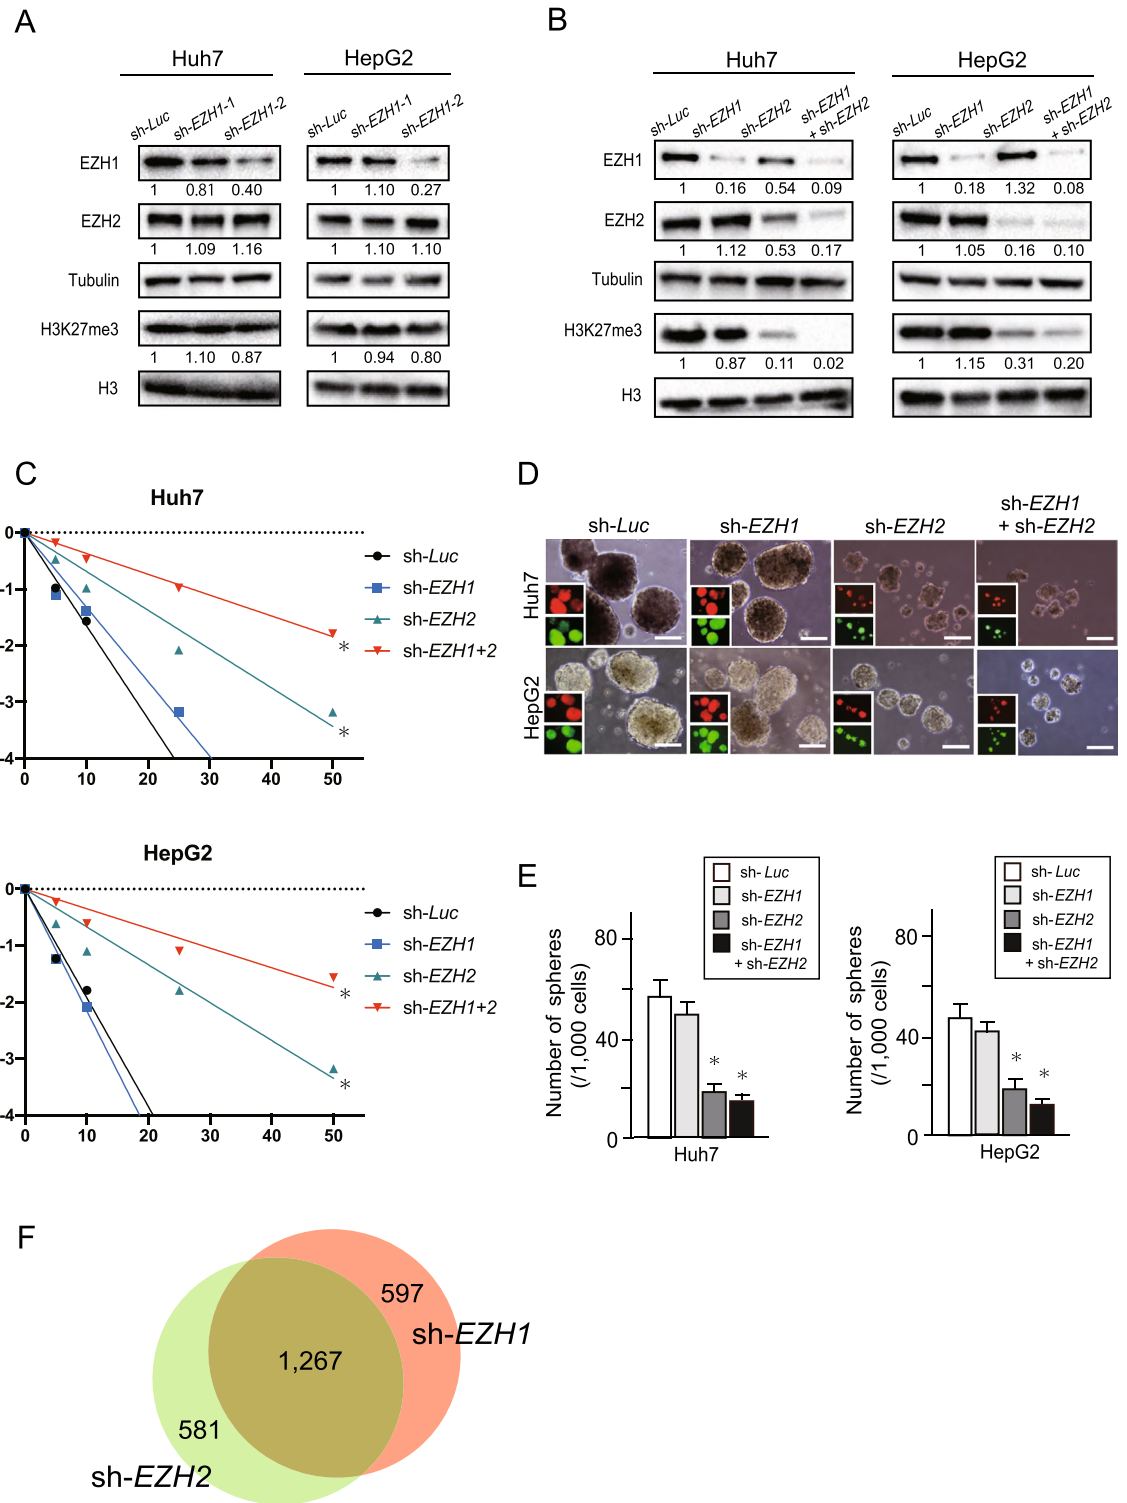 A
Huh7
HepG2
sh-Luc
sh-EZH1-1
sh-EZH1-2
sh-Luc
sh-EZH1-1
sh-EZH1-2
EZH1
1 0.81 0.40
1 1.10 0.27
EZH2
1 1.09 1.16
1 1.10 1.10
Tubulin
H3K27me3
1 1.10 0.87
1 0.94 0.80
H3
B
Huh7
HepG2
sh-Luc
sh-EZH1
sh-EZH2
sh-EZH1
+ sh-EZH2
sh-Luc
sh-EZH1
sh-EZH2
sh-EZH1
+ sh-EZH2
EZH1
1 0.16 0.54 0.09
1 0.18 1.32 0.08
EZH2
1 1.12 0.53 0.17
1 1.05 0.16 0.10
Tubulin
H3K27me3
1 0.87 0.11 0.02
1 1.15 0.31 0.20
H3
C
Huh7
0
-1
-2
-3
-4
0 10 20 30 40 50
sh-Luc
sh-EZH1
sh-EZH2
sh-EZH1+2
*
*
HepG2
0
-1
-2
-3
-4
0 10 20 30 40 50
sh-Luc
sh-EZH1
sh-EZH2
sh-EZH1+2
*
*
D
sh-Luc
sh-EZH1
sh-EZH2
sh-EZH1
+ sh-EZH2
Huh7
HepG2
E
Number of spheres
(/1,000 cells)
80
40
0
sh-Luc
sh-EZH1
sh-EZH2
sh-EZH1
+ sh-EZH2
* *
Huh7
Number of spheres
(/1,000 cells)
80
40
0
sh-Luc
sh-EZH1
sh-EZH2
sh-EZH1
+ sh-EZH2
* *
HepG2
F
597
sh-EZH1
1,267
581
sh-EZH2